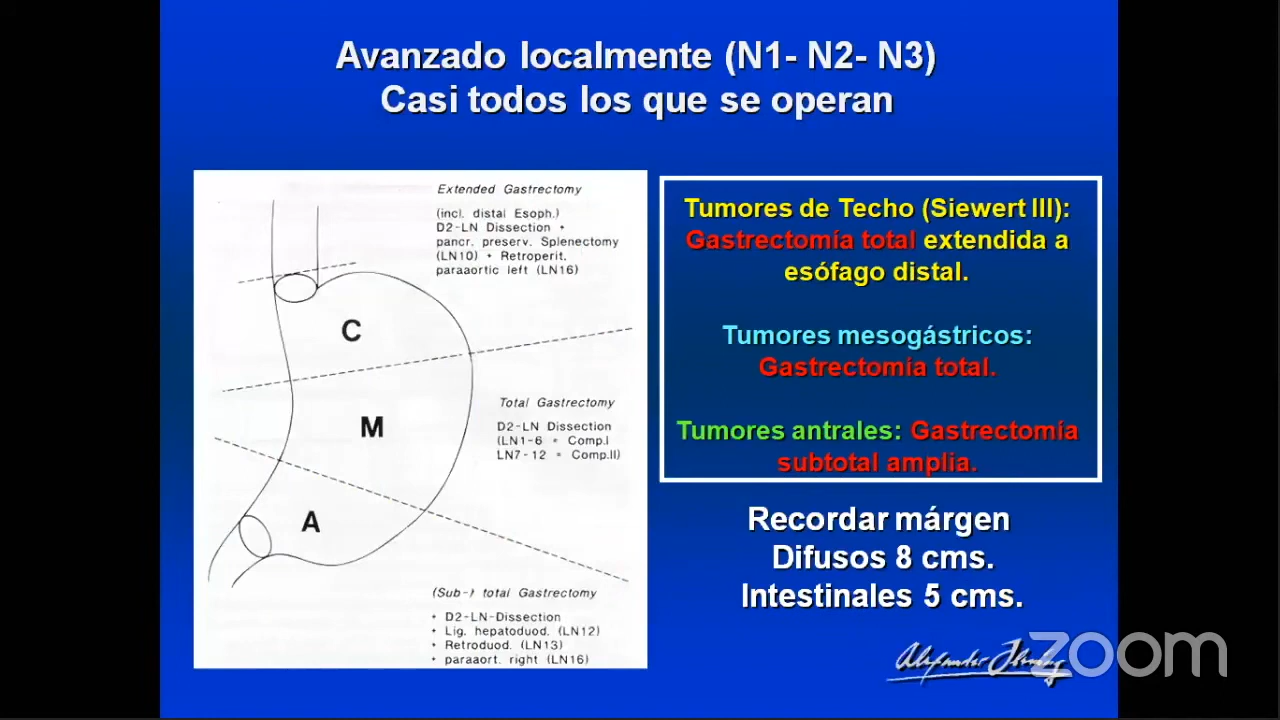 Avanzado localmente (N1- N2- N3)
Casi todos los que se operan
Extended Gastrectomy
(incl. distal Esoph.)
D2-LN Dissection +
pancr. preserv. Splenectomy
(LN10) + Retroperit.
paraaortic left (LN16)
C
Total Gastrectomy
M
D2-LN Dissection
(LN1-6 = Comp.I
LN7-12 = Comp.II)
A
(Sub-) total Gastrectomy
+ D2-LN-Dissection
+ Lig. hepatoduod. (LN12)
+ Retroduod. (LN13)
+ paraaort. right (LN16)
Tumores de Techo (Siewert III):
Gastrectomía total extendida a
esófago distal.
Tumores mesogástricos:
Gastrectomía total.
Tumores antrales: Gastrectomía
subtotal amplia.
Recordar márgen
Difusos 8 cms.
Intestinales 5 cms.
Alejandro
zoom